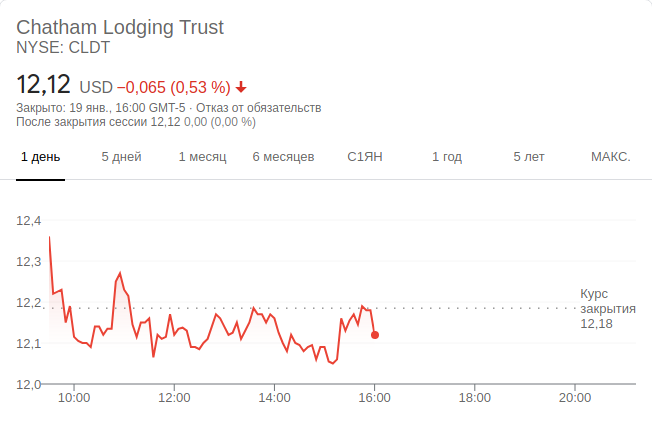 Chatham Lodging Trust
NYSE: CLDT
12,12 USD −0,065 (0,53 %)
Закрыто: 19 янв., 16:00 GMT-5 · Отказ от обязательств
После закрытия сессии 12,12 0,00 (0,00 %)
1 день 5 дней 1 месяц 6 месяцев С1ЯН 1 год 5 лет МАКС.
12,4
12,3
12,2
12,1
12,0
Курс
закрытия
12,18
10:00 12:00 14:00 16:00 18:00 20:00